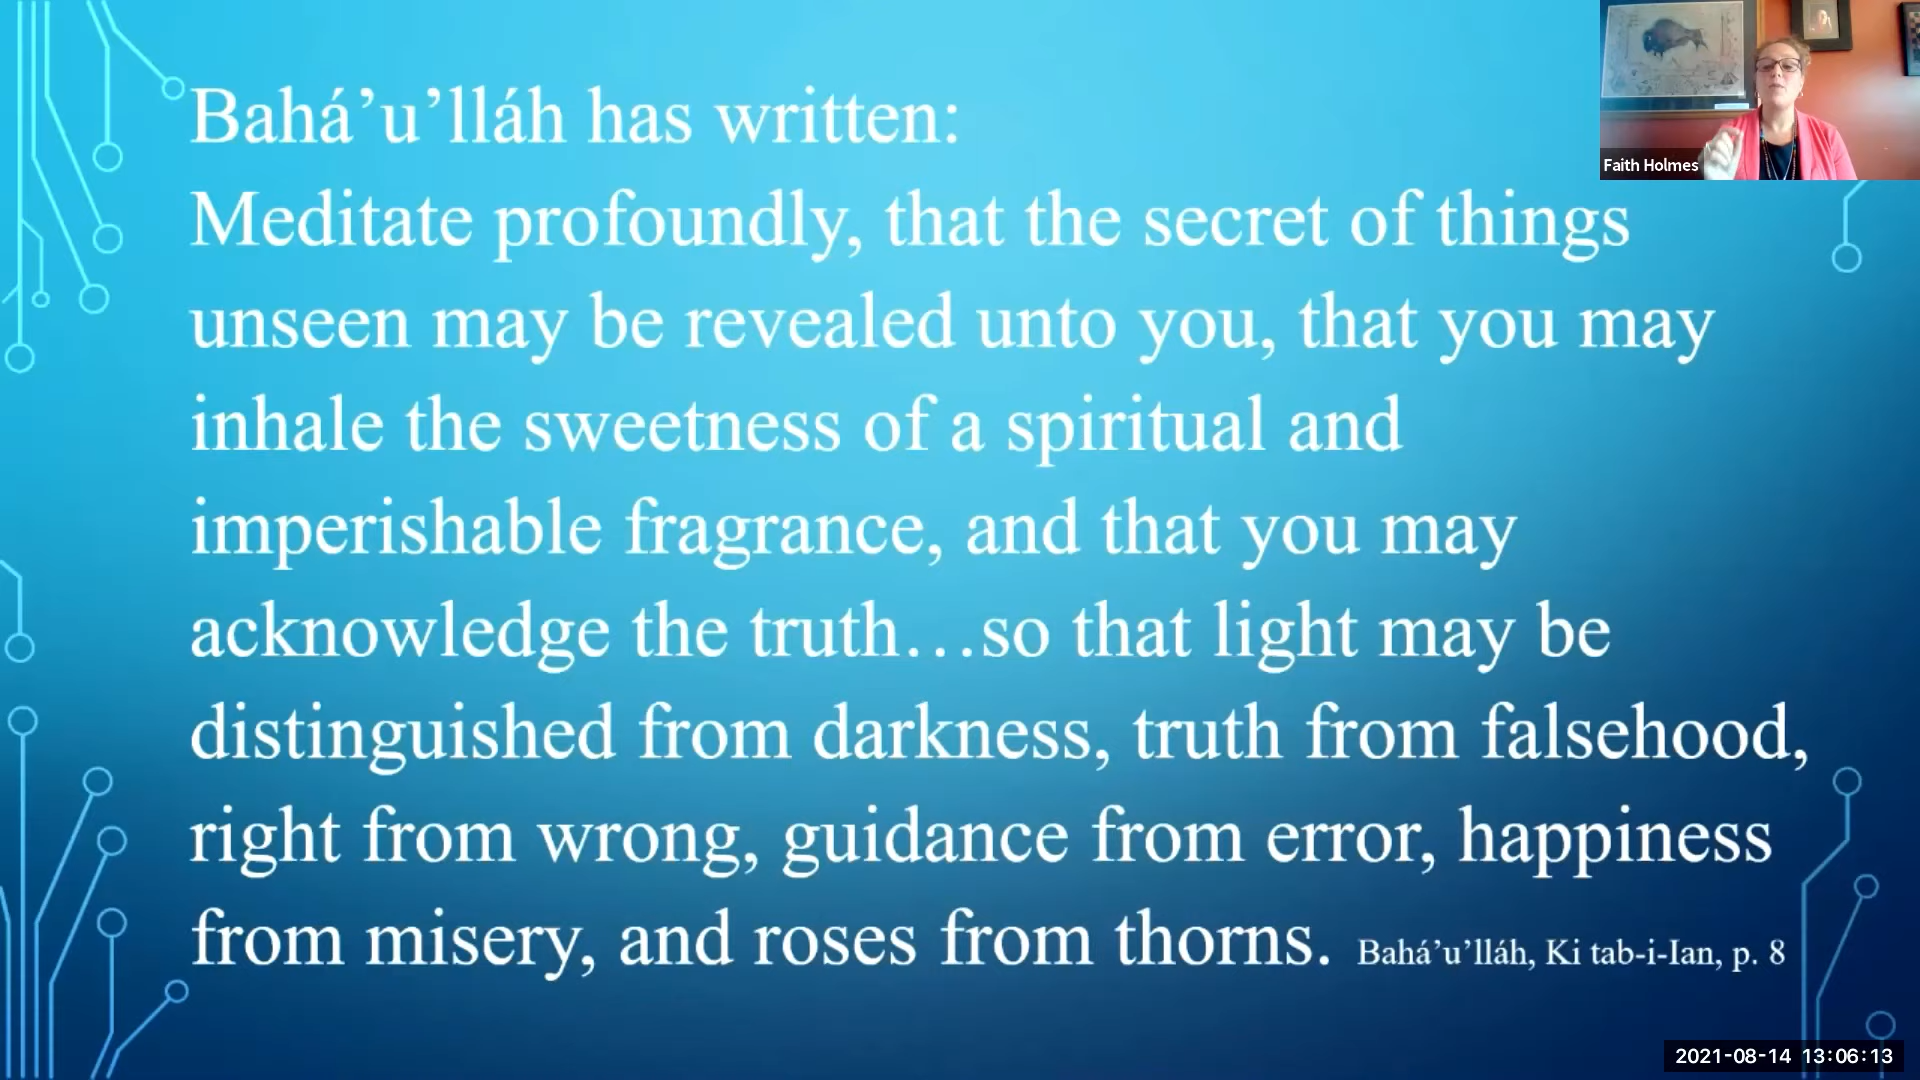 Bahá’u’lláh has written:
Meditate profoundly, that the secret of things
unseen may be revealed unto you, that you may
inhale the sweetness of a spiritual and
imperishable fragrance, and that you may
acknowledge the truth…so that light may be
distinguished from darkness, truth from falsehood,
right from wrong, guidance from error, happiness
from misery, and roses from thorns. Bahá’u’lláh, Ki tab-i-Ian, p. 8
Faith Holmes
2021-08-14 13:06:13